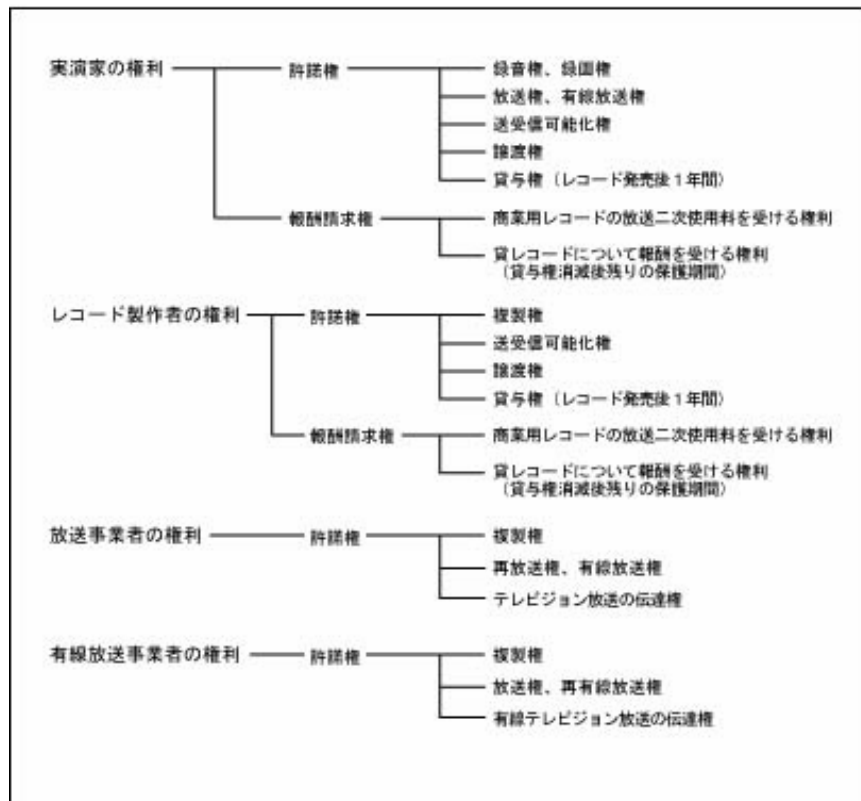 実演家の権利
許諾権
録音権、録画権
放送権、有線放送権
送受信可能化権
譲渡権
貸与権（レコード発売後１年間）
報酬請求権
商業用レコードの放送二次使用料を受ける権利
貸レコードについて報酬を受ける権利
（貸与権消滅後残りの保護期間）
レコード製作者の権利
許諾権
複製権
送受信可能化権
譲渡権
貸与権（レコード発売後１年間）
報酬請求権
商業用レコードの放送二次使用料を受ける権利
貸レコードについて報酬を受ける権利
（貸与権消滅後残りの保護期間）
放送事業者の権利
許諾権
複製権
再放送権、有線放送権
テレビジョン放送の伝達権
有線放送事業者の権利
許諾権
複製権
放送権、再有線放送権
有線テレビジョン放送の伝達権